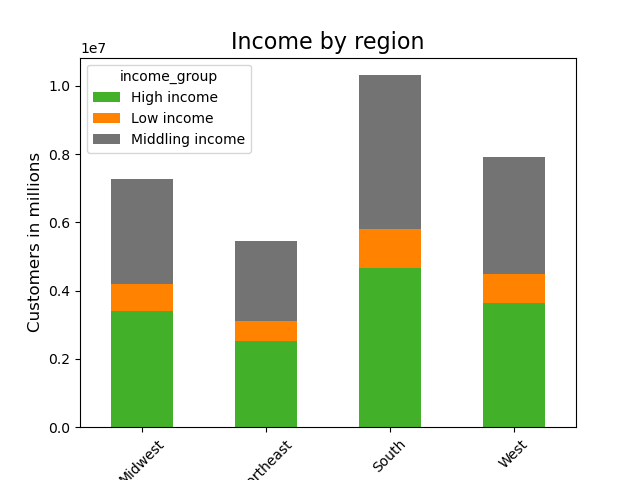 Income by region
1e7
income_group
High income
Low income
Middling income
1.0
0.8
0.6
0.4
0.2
0.0
Customers in millions
Midwest
ortheast
South
West